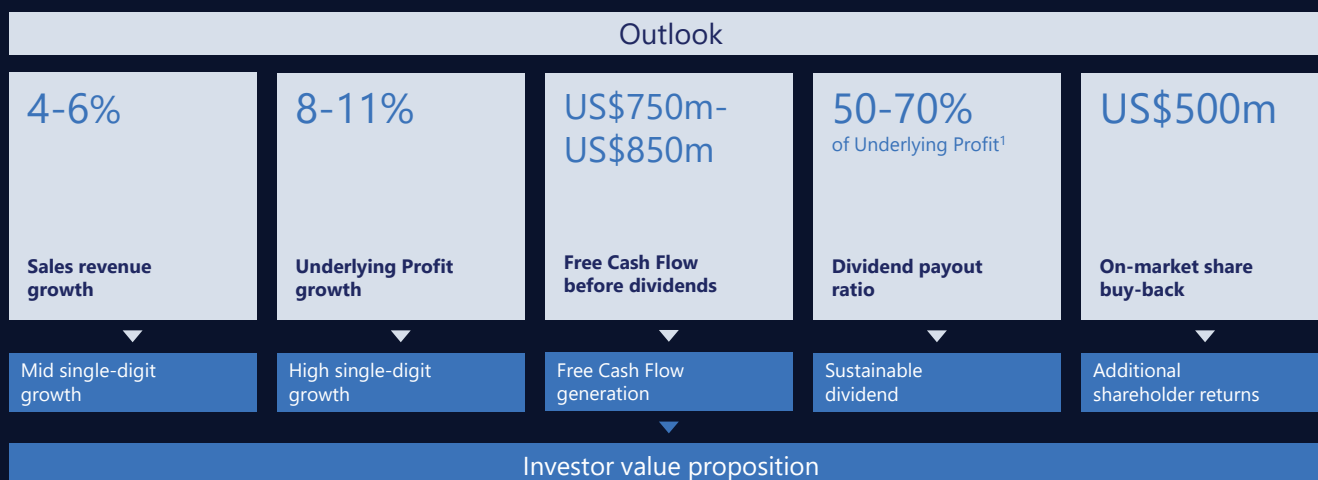 Outlook
4-6%
Sales revenue
growth
Mid single-digit
growth
8-11%
Underlying Profit
growth
High single-digit
growth
US$750m-
US$850m
Free Cash Flow
before dividends
Free Cash Flow
generation
50-70%
of Underlying Profit¹
Dividend payout
ratio
Sustainable
dividend
US$500m
On-market share
buy-back
Additional
shareholder returns
Investor value proposition